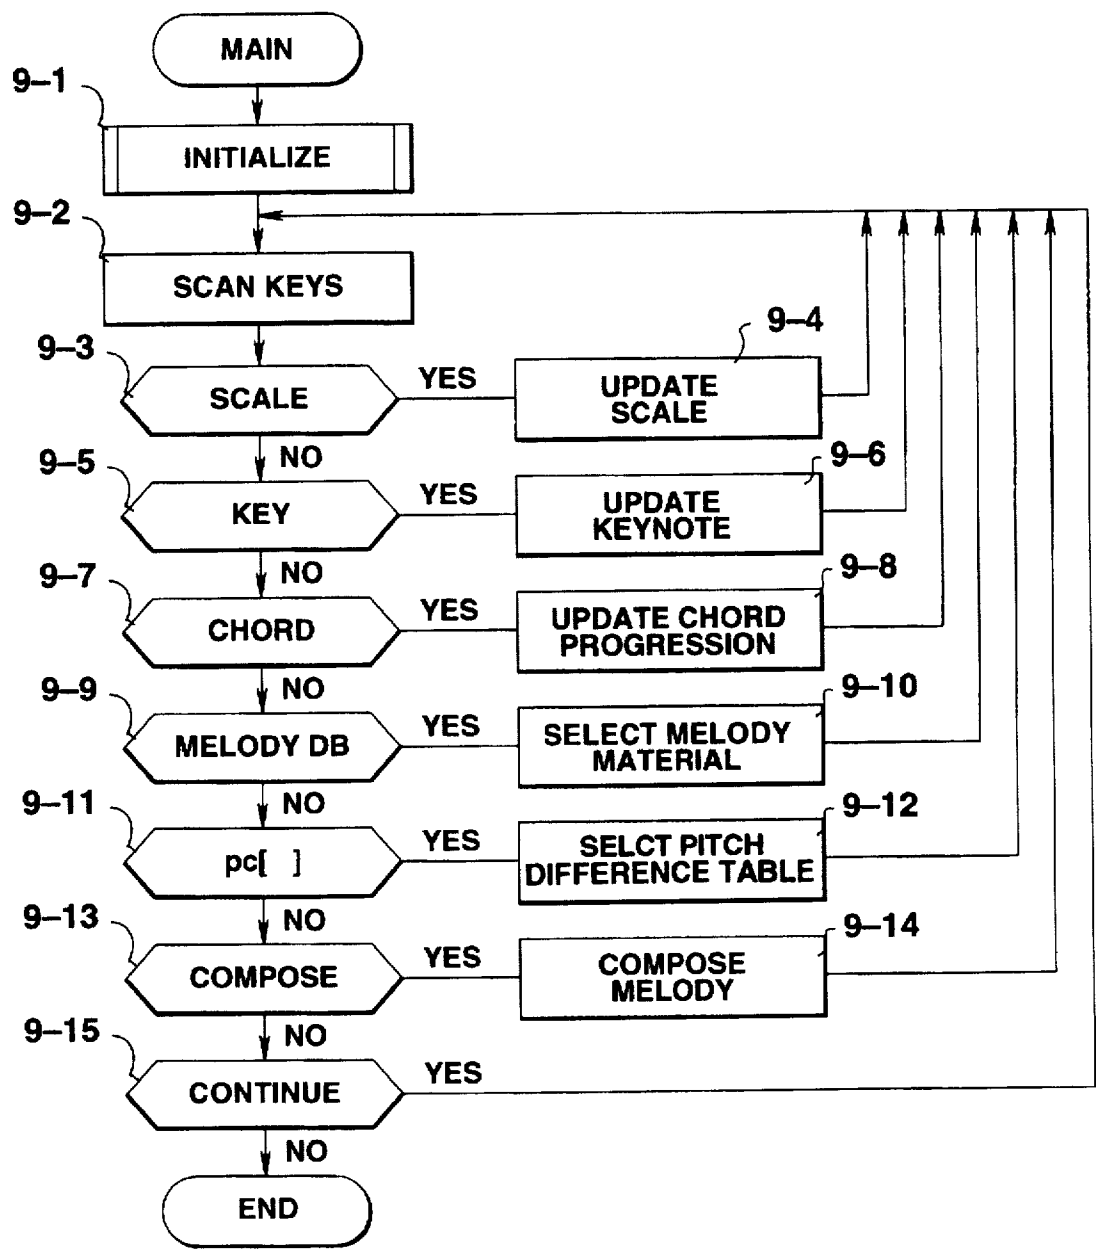 MAIN
9–1
INITIALIZE
9–2
SCAN KEYS
9–3
SCALE
YES
9–4
UPDATE
SCALE
NO
9–5
KEY
YES
9–6
UPDATE
KEYNOTE
NO
9–7
CHORD
YES
9–8
UPDATE CHORD
PROGRESSION
NO
9–9
MELODY DB
YES
9–10
SELECT MELODY
MATERIAL
NO
9–11
pc[ ]
YES
9–12
SELCT PITCH
DIFFERENCE TABLE
NO
9–13
COMPOSE
YES
9–14
COMPOSE
MELODY
NO
9–15
CONTINUE
YES
NO
END